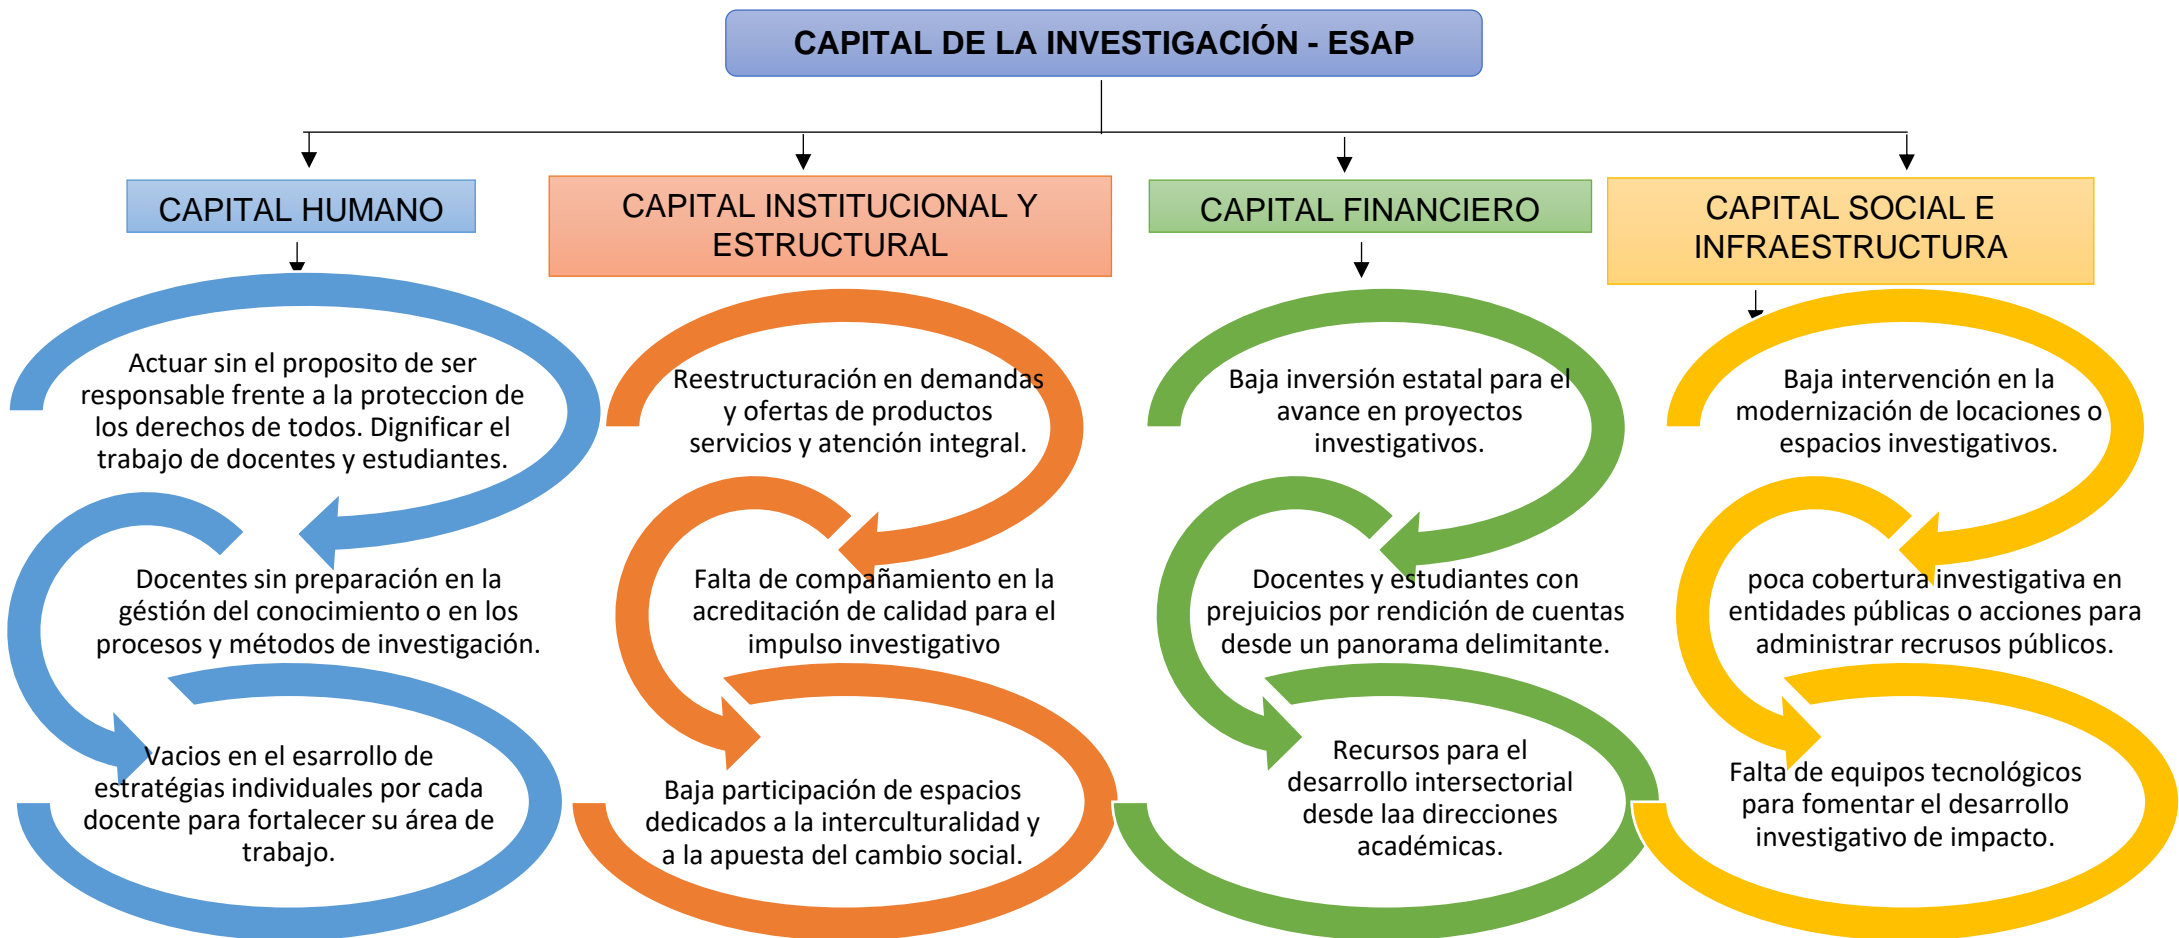 CAPITAL DE LA INVESTIGACIÓN - ESAP
CAPITAL HUMANO
Actuar sin el proposito de ser
responsable frente a la proteccion de
los derechos de todos. Dignificar el
trabajo de docentes y estudiantes.
Docentes sin preparación en la
géstión del conocimiento o en los
procesos y métodos de investigación.
Vacios en el esarrollo de
estratégias individuales por cada
docente para fortalecer su área de
trabajo.
CAPITAL INSTITUCIONAL Y
ESTRUCTURAL
Reestructuración en demandas
y ofertas de productos
servicios y atención integral.
Falta de compañamiento en la
acreditación de calidad para el
impulso investigativo
Baja participación de espacios
dedicados a la interculturalidad y
a la apuesta del cambio social.
CAPITAL FINANCIERO
Baja inversión estatal para el
avance en proyectos
investigativos.
Docentes y estudiantes con
prejuicios por rendición de cuentas
desde un panorama delimitante.
Recursos para el
desarrollo intersectorial
desde laa direcciones
académicas.
CAPITAL SOCIAL E
INFRAESTRUCTURA
Baja intervención en la
modernización de locaciones o
espacios investigativos.
poca cobertura investigativa en
entidades públicas o acciones para
administrar recrusos públicos.
Falta de equipos tecnológicos
para fomentar el desarrollo
investigativo de impacto.